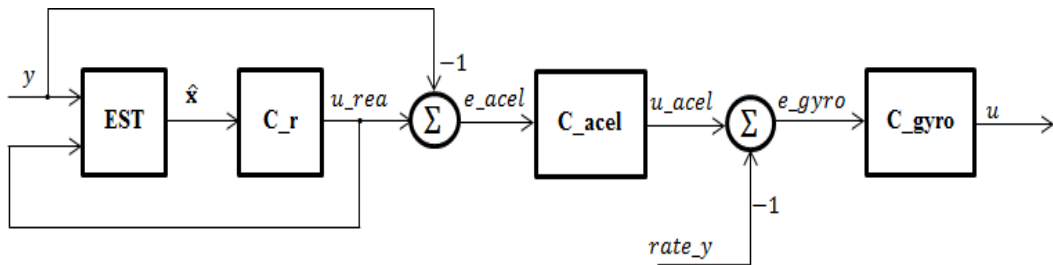 y
EST
x̂
C_r
u_rea
−1
Σ
e_acel
C_acel
u_acel
Σ
e_gyro
C_gyro
u
−1
rate_y